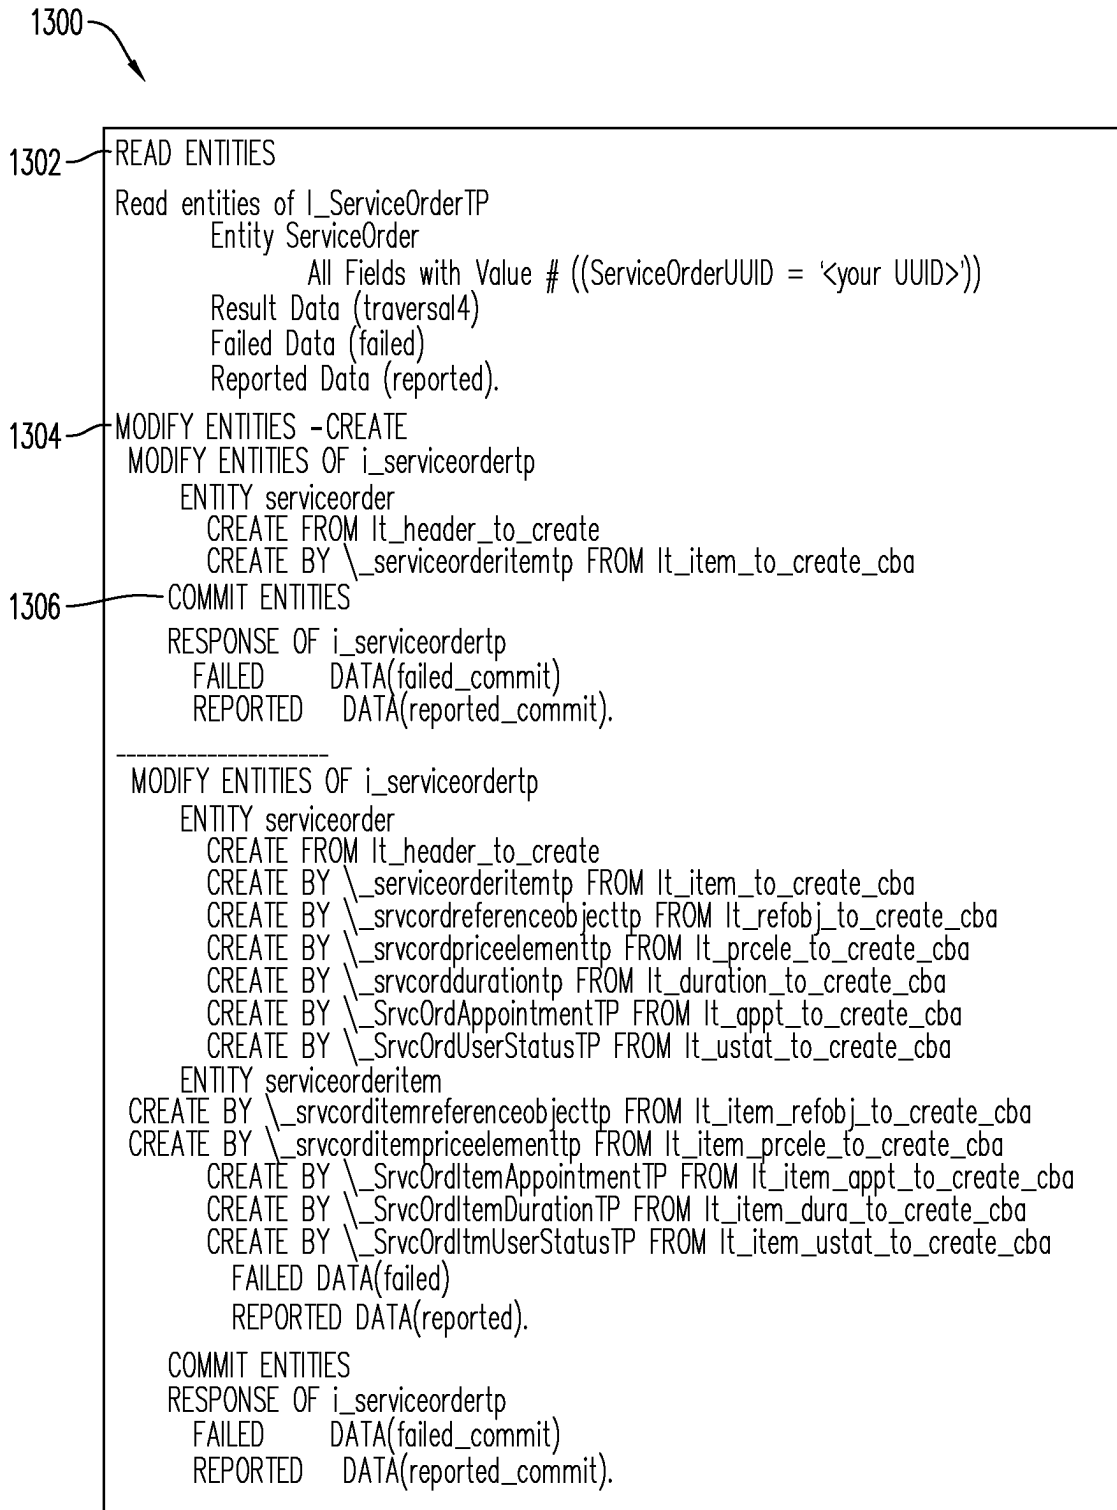 1300
1302
READ ENTITIES
Read entities of I_ServiceOrderTP
Entity ServiceOrder
All Fields with Value # ((ServiceOrderUUID = '<your UUID>'))
Result Data (traversal4)
Failed Data (failed)
Reported Data (reported).
1304
MODIFY ENTITIES -CREATE
MODIFY ENTITIES OF i_serviceordertp
ENTITY serviceorder
CREATE FROM lt_header_to_create
CREATE BY \_serviceorderitemtp FROM lt_item_to_create_cba
1306
COMMIT ENTITIES
RESPONSE OF i_serviceordertp
FAILED DATA(failed_commit)
REPORTED DATA(reported_commit).
---------------------
MODIFY ENTITIES OF i_serviceordertp
ENTITY serviceorder
CREATE FROM lt_header_to_create
CREATE BY \_serviceorderitemtp FROM lt_item_to_create_cba
CREATE BY \_srvcordreferenceobjecttp FROM lt_refobj_to_create_cba
CREATE BY \_srvcordpriceelementtp FROM lt_prcele_to_create_cba
CREATE BY \_srvcorddurationtp FROM lt_duration_to_create_cba
CREATE BY \_SrvcOrdAppointmentTP FROM lt_appt_to_create_cba
CREATE BY \_SrvcOrdUserStatusTP FROM lt_ustat_to_create_cba
ENTITY serviceorderitem
CREATE BY \_srvcorditemreferenceobjecttp FROM lt_item_refobj_to_create_cba
CREATE BY \_srvcorditempriceelementtp FROM lt_item_prcele_to_create_cba
CREATE BY \_SrvcOrdItemAppointmentTP FROM lt_item_appt_to_create_cba
CREATE BY \_SrvcOrdItemDurationTP FROM lt_item_dura_to_create_cba
CREATE BY \_SrvcOrdItmUserStatusTP FROM lt_item_ustat_to_create_cba
FAILED DATA(failed)
REPORTED DATA(reported).
COMMIT ENTITIES
RESPONSE OF i_serviceordertp
FAILED DATA(failed_commit)
REPORTED DATA(reported_commit).